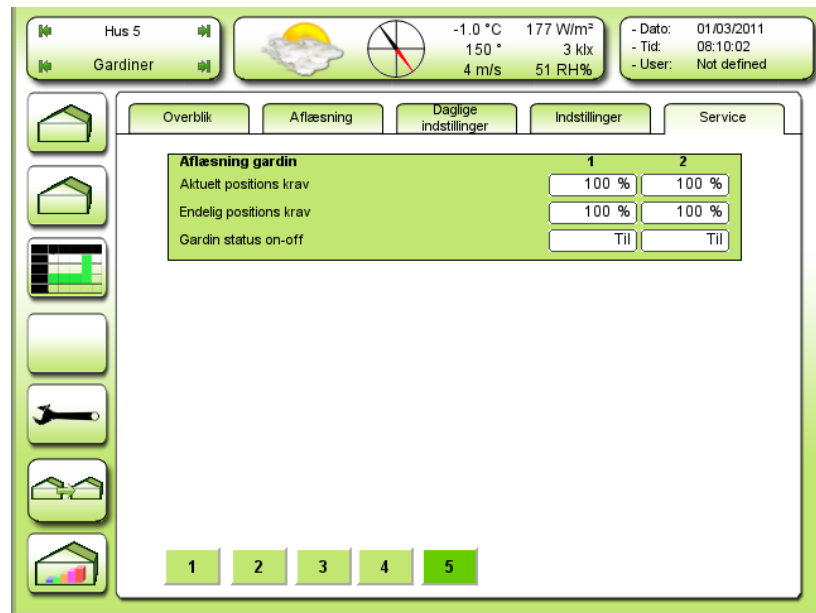 Hus 5
Gardiner
-1.0 °C 177 W/m²
150 ° 3 klx
4 m/s 51 RH%
- Dato: 01/03/2011
- Tid: 08:10:02
- User: Not defined
Overblik Aflæsning Daglige indstillinger Indstillinger Service
Aflæsning gardin 1 2
Aktuelt positions krav 100 % 100 %
Endelig positions krav 100 % 100 %
Gardin status on-off Til Til
1 2 3 4 5